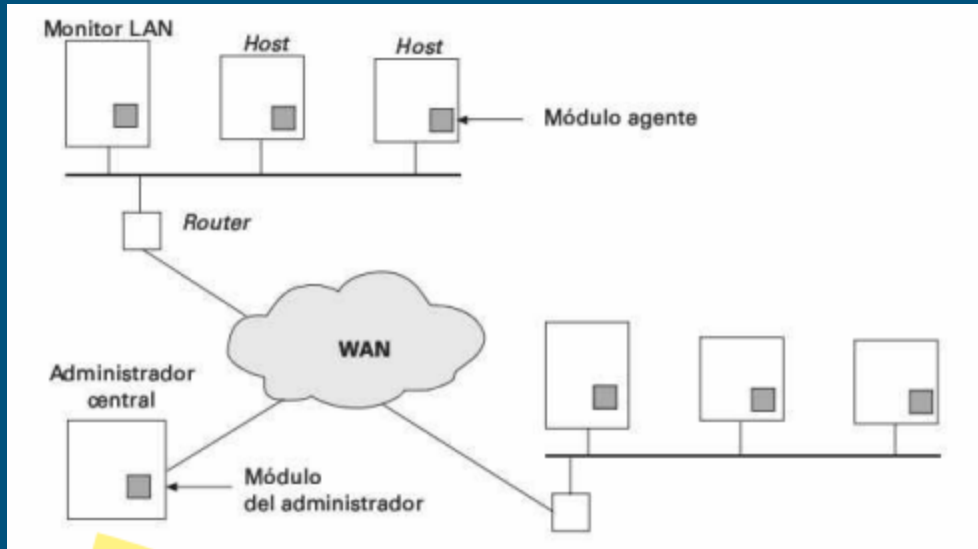 Monitor LAN
Host
Host
Módulo agente
Router
WAN
Administrador
central
Módulo
del administrador